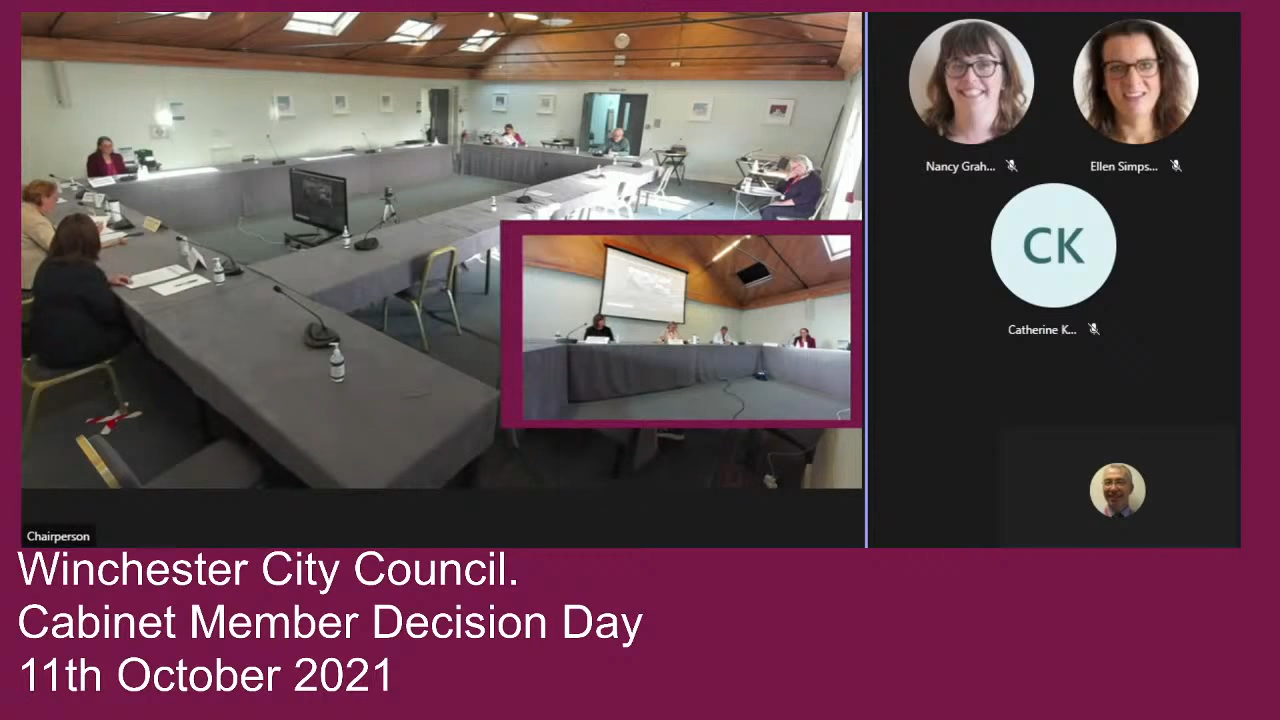 Nancy Grah...
Ellen Simps...
CK
Catherine K...
Chairperson
Winchester City Council.
Cabinet Member Decision Day
11th October 2021